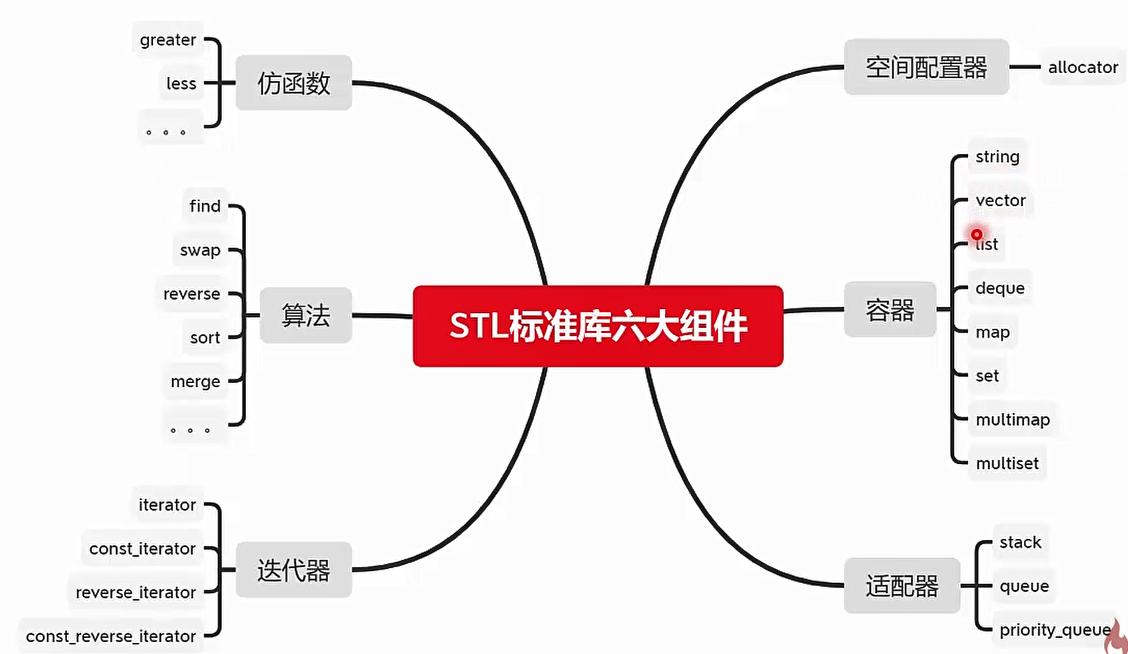 STL标准库六大组件
仿函数
greater
less
。。。
算法
find
swap
reverse
sort
merge
。。。
迭代器
iterator
const_iterator
reverse_iterator
const_reverse_iterator
空间配置器
allocator
容器
string
vector
list
deque
map
set
multimap
multiset
适配器
stack
queue
priority_queue